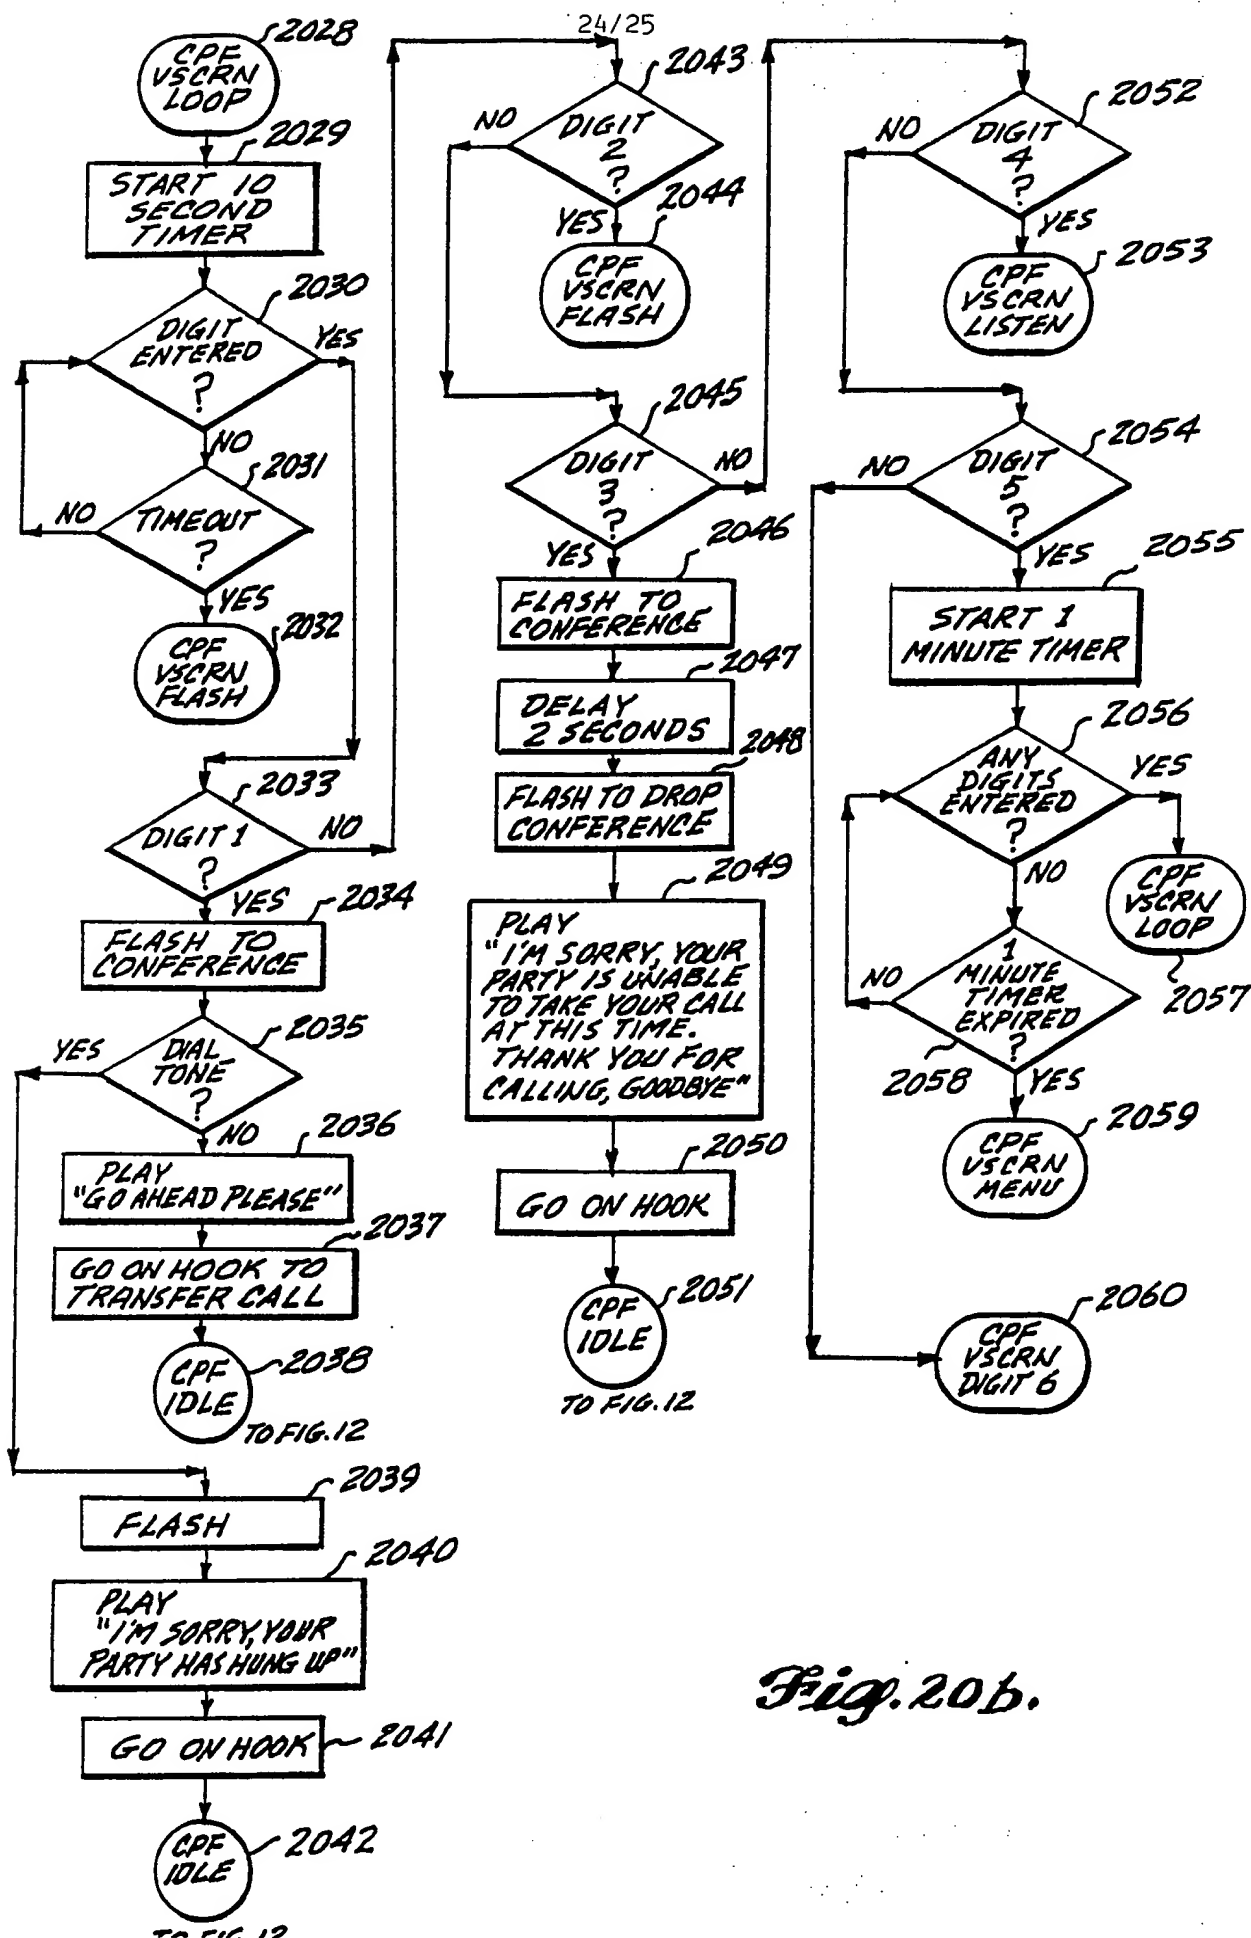 24/25
CPF
VSCRN
LOOP
2028
2029
START 10
SECOND
TIMER
2030
DIGIT
ENTERED
?
YES
NO
2031
TIMEOUT
?
NO
YES
2032
CPF
VSCRN
FLASH
2033
DIGIT 1
?
NO
YES
2034
FLASH TO
CONFERENCE
2035
DIAL
TONE
?
YES
NO
2036
PLAY
"GO AHEAD PLEASE"
2037
GO ON HOOK TO
TRANSFER CALL
2038
CPF
IDLE
TO FIG.12
2039
FLASH
2040
PLAY
"I'M SORRY, YOUR
PARTY HAS HUNG UP"
2041
GO ON HOOK
2042
CPF
IDLE
TO FIG.12
2043
DIGIT
2
?
NO
YES
2044
CPF
VSCRN
FLASH
2045
DIGIT
3
?
NO
YES
2046
FLASH TO
CONFERENCE
2047
DELAY
2 SECONDS
2048
FLASH TO DROP
CONFERENCE
2049
PLAY
"I'M SORRY, YOUR
PARTY IS UNABLE
TO TAKE YOUR CALL
AT THIS TIME.
THANK YOU FOR
CALLING, GOODBYE"
2050
GO ON HOOK
2051
CPF
IDLE
TO FIG.12
2052
DIGIT
4
?
NO
YES
2053
CPF
VSCRN
LISTEN
2054
DIGIT
5
?
NO
YES
2055
START 1
MINUTE TIMER
2056
ANY
DIGITS
ENTERED
?
YES
NO
CPF
VSCRN
LOOP
2057
1
MINUTE
TIMER
EXPIRED
?
NO
2058
YES
2059
CPF
VSCRN
MENU
2060
CPF
VSCRN
DIGIT 6
Fig. 20b.